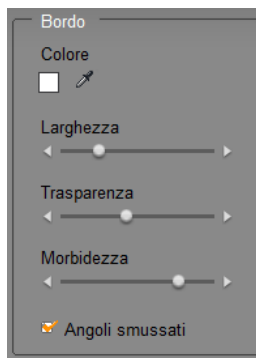 Bordo
Colore
Larghezza
Trasparenza
Morbidezza
Angoli smussati